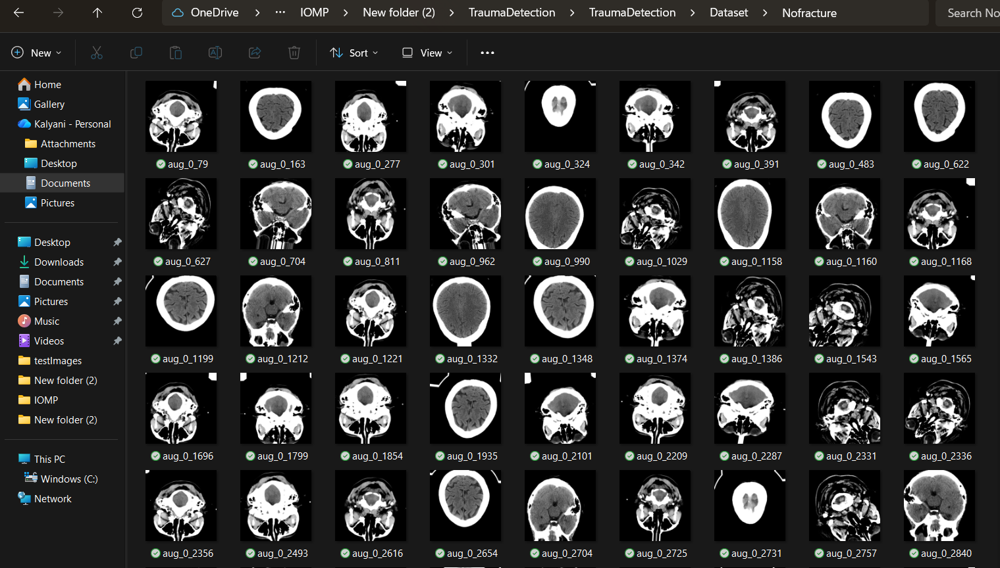 OneDrive > ... IOMP > New folder (2) > TraumaDetection > TraumaDetection > Dataset > Nofracture
Search No
New
Sort
View
Home
Gallery
Kalyani - Personal
Attachments
Desktop
Documents
Pictures
Desktop
Downloads
Documents
Pictures
Music
Videos
testImages
New folder (2)
IOMP
New folder (2)
This PC
Windows (C:)
Network
aug_0_79 aug_0_163 aug_0_277 aug_0_301 aug_0_324 aug_0_342 aug_0_391 aug_0_483 aug_0_622
aug_0_627 aug_0_704 aug_0_811 aug_0_962 aug_0_990 aug_0_1029 aug_0_1158 aug_0_1160 aug_0_1168
aug_0_1199 aug_0_1212 aug_0_1221 aug_0_1332 aug_0_1348 aug_0_1374 aug_0_1386 aug_0_1543 aug_0_1565
aug_0_1696 aug_0_1799 aug_0_1854 aug_0_1935 aug_0_2101 aug_0_2209 aug_0_2287 aug_0_2331 aug_0_2336
aug_0_2356 aug_0_2493 aug_0_2616 aug_0_2654 aug_0_2704 aug_0_2725 aug_0_2731 aug_0_2757 aug_0_2840